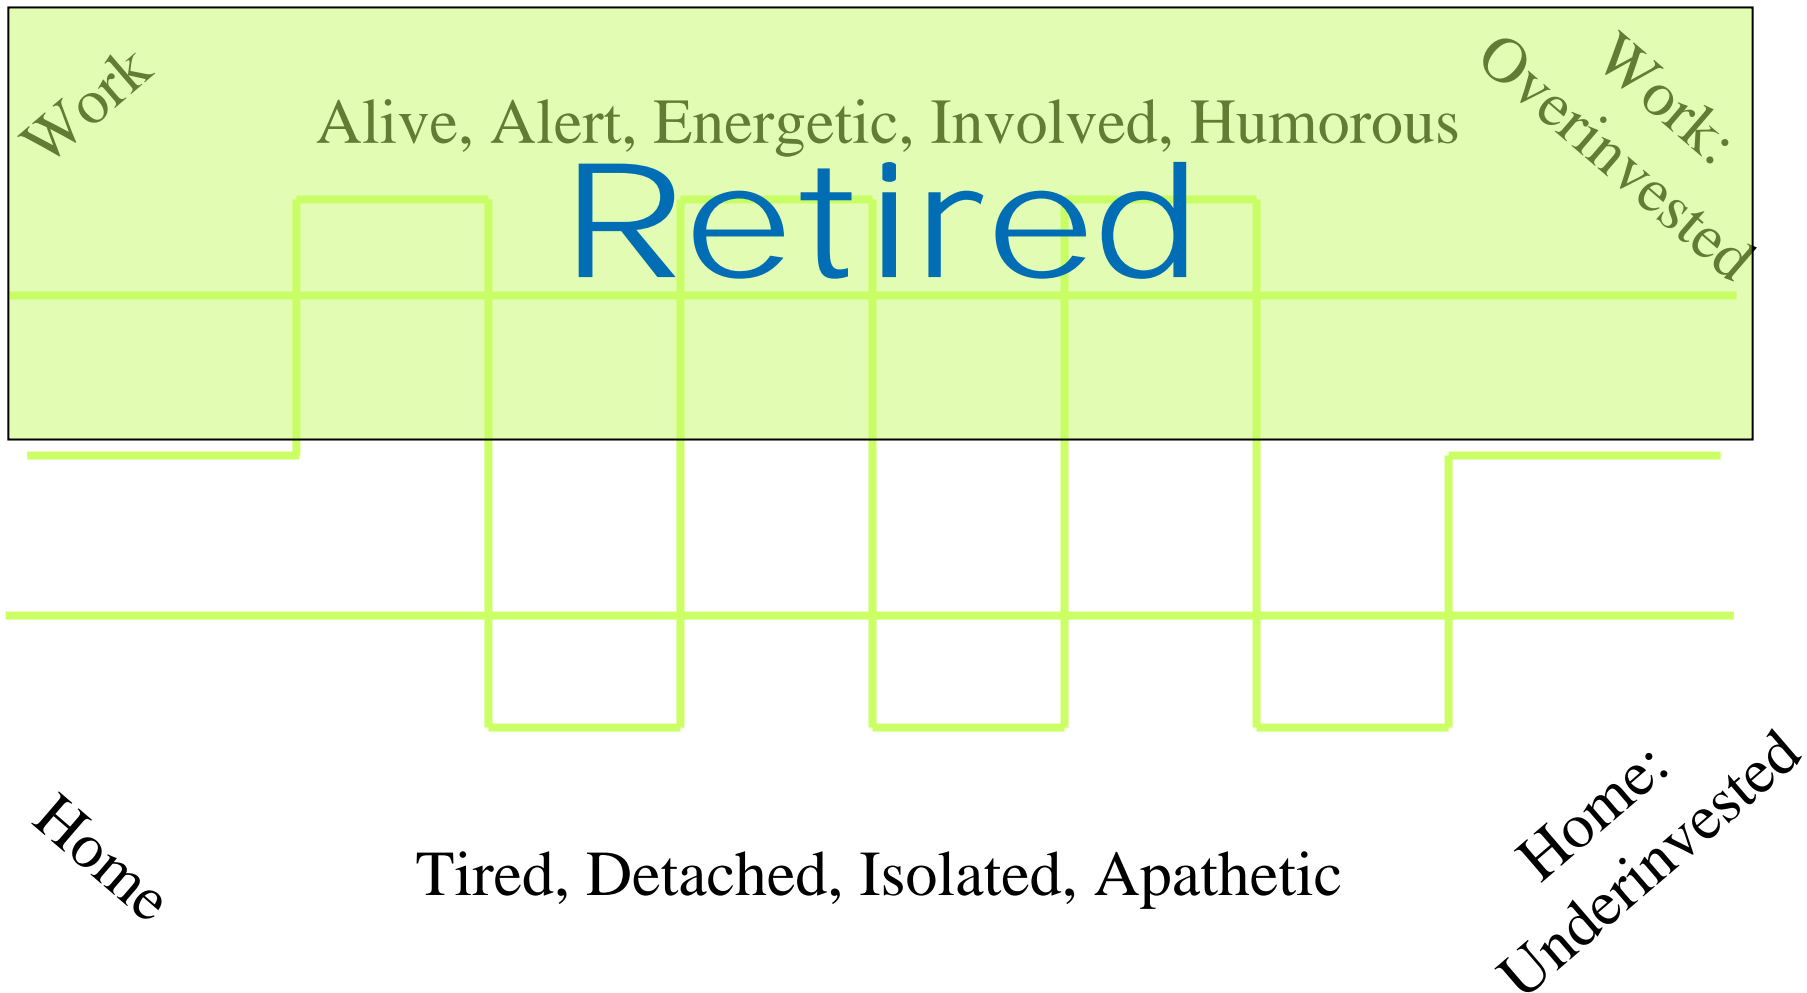 Work
Alive, Alert, Energetic, Involved, Humorous
Work:
Overinvested
Retired
Home
Tired, Detached, Isolated, Apathetic
Home:
Underinvested